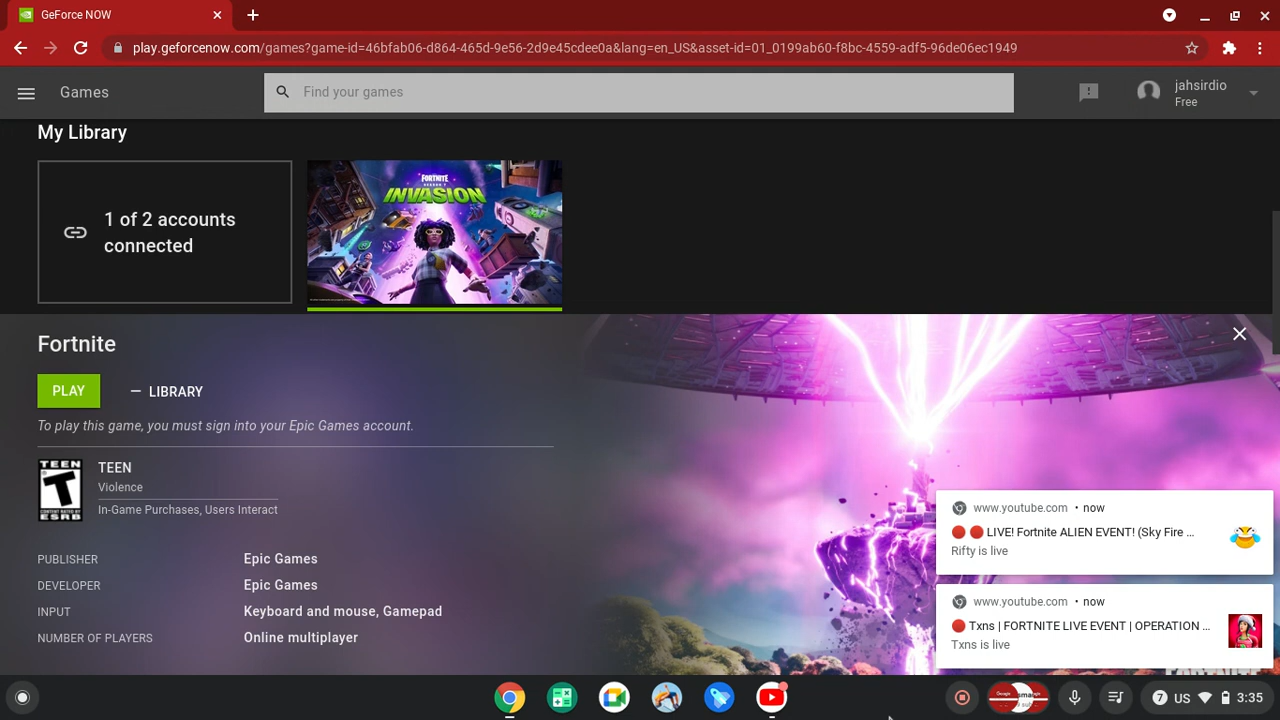 GeForce NOW
play.geforcenow.com/games?game-id=46bfab06-d864-465d-9e56-2d9e45cdee0a&lang=en_US&asset-id=01_0199ab60-f8bc-4559-adf5-96de06ec1949
Games
Find your games
jahsirdio
Free
My Library
1 of 2 accounts
connected
FORTNITE
INVASION
Fortnite
PLAY
— LIBRARY
To play this game, you must sign into your Epic Games account.
TEEN
T
ESRB
TEEN
Violence
In-Game Purchases, Users Interact
PUBLISHER Epic Games
DEVELOPER Epic Games
INPUT Keyboard and mouse, Gamepad
NUMBER OF PLAYERS Online multiplayer
www.youtube.com • now
LIVE! Fortnite ALIEN EVENT! (Sky Fire ...
Rifty is live
www.youtube.com • now
Txns | FORTNITE LIVE EVENT | OPERATION ...
Txns is live
FORTNITE
7 US 3:35